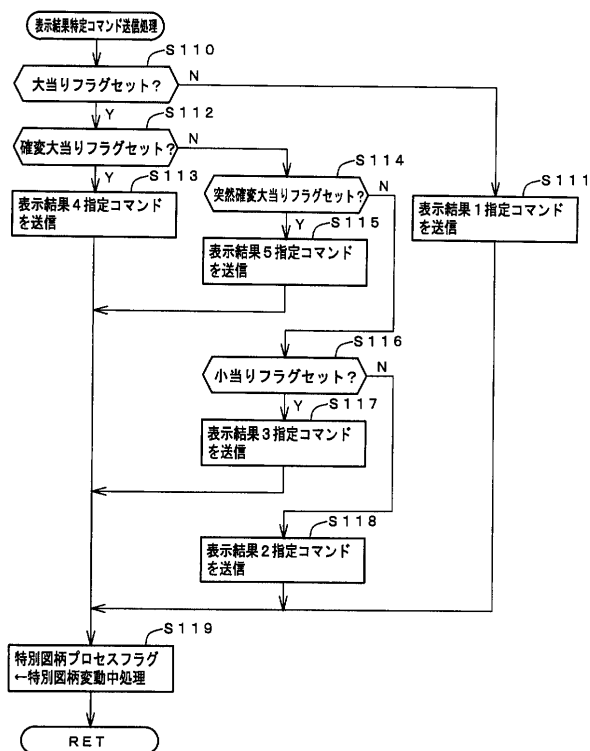 表示結果特定コマンド送信処理
S110
大当りフラグセット?
N
Y
S112
確変大当りフラグセット?
N
Y
S113
表示結果4指定コマンド
を送信
S114
突然確変大当りフラグセット?
N
Y
S115
表示結果5指定コマンド
を送信
S111
表示結果1指定コマンド
を送信
S116
小当りフラグセット?
N
Y
S117
表示結果3指定コマンド
を送信
S118
表示結果2指定コマンド
を送信
S119
特別図柄プロセスフラグ
←特別図柄変動中処理
RET